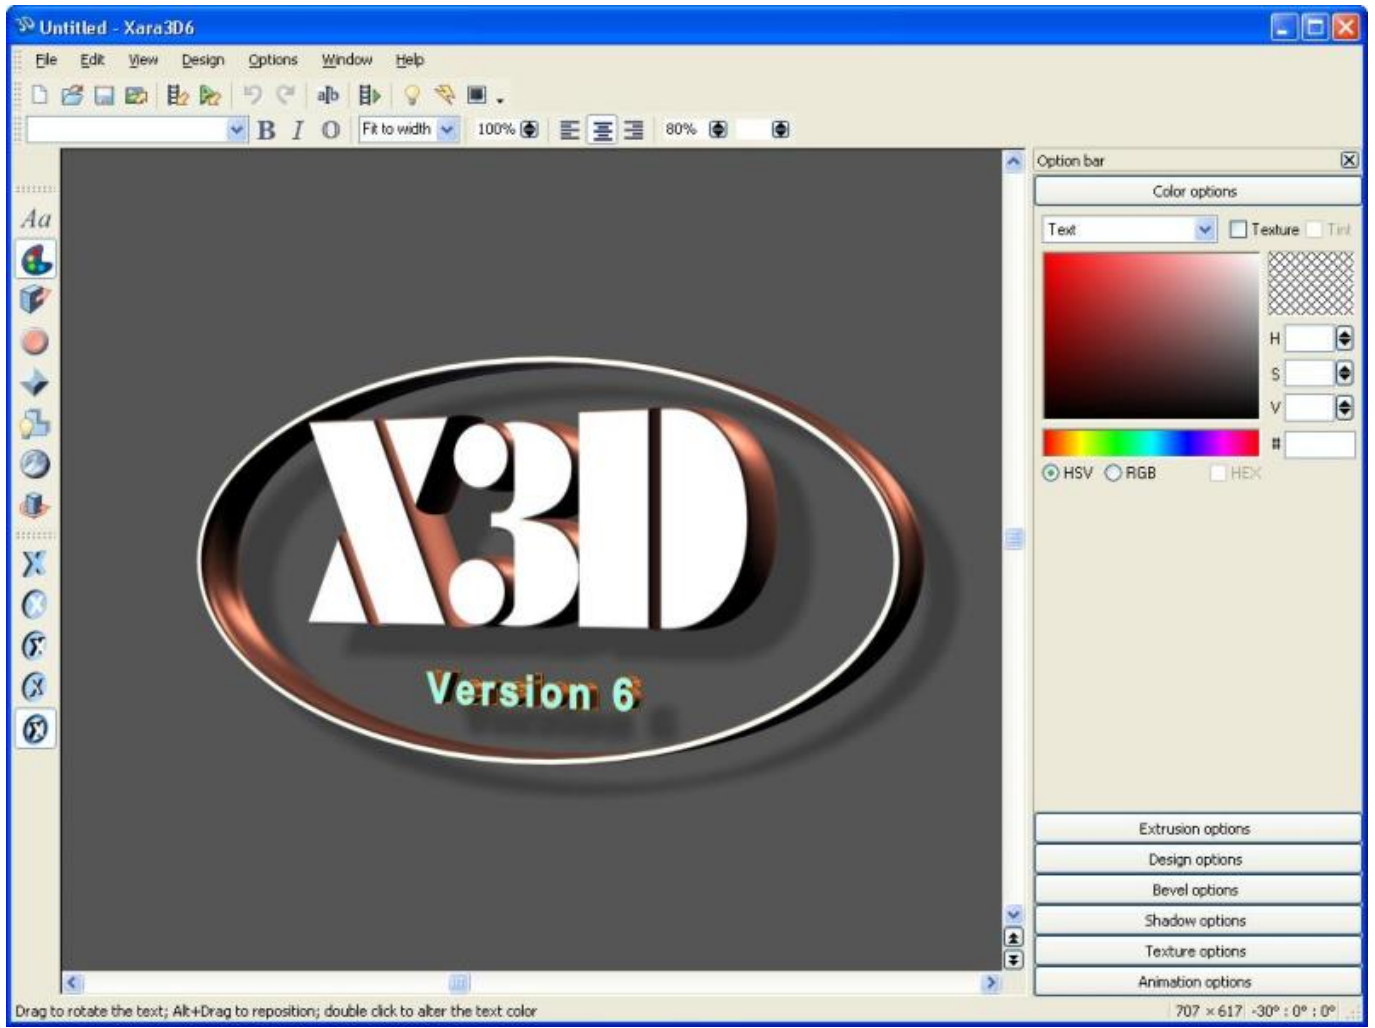 Untitled - Xara3D6
File Edit View Design Options Window Help
B I O Fit to width 100% 80%
Option bar
Color options
Aa
Text Texture Tint
H
S
V
#
HSV RGB HEX
X3D
Version 6
Extrusion options
Design options
Bevel options
Shadow options
Texture options
Animation options
Drag to rotate the text; Alt+Drag to reposition; double click to alter the text color 707 × 617 -30° : 0° : 0°